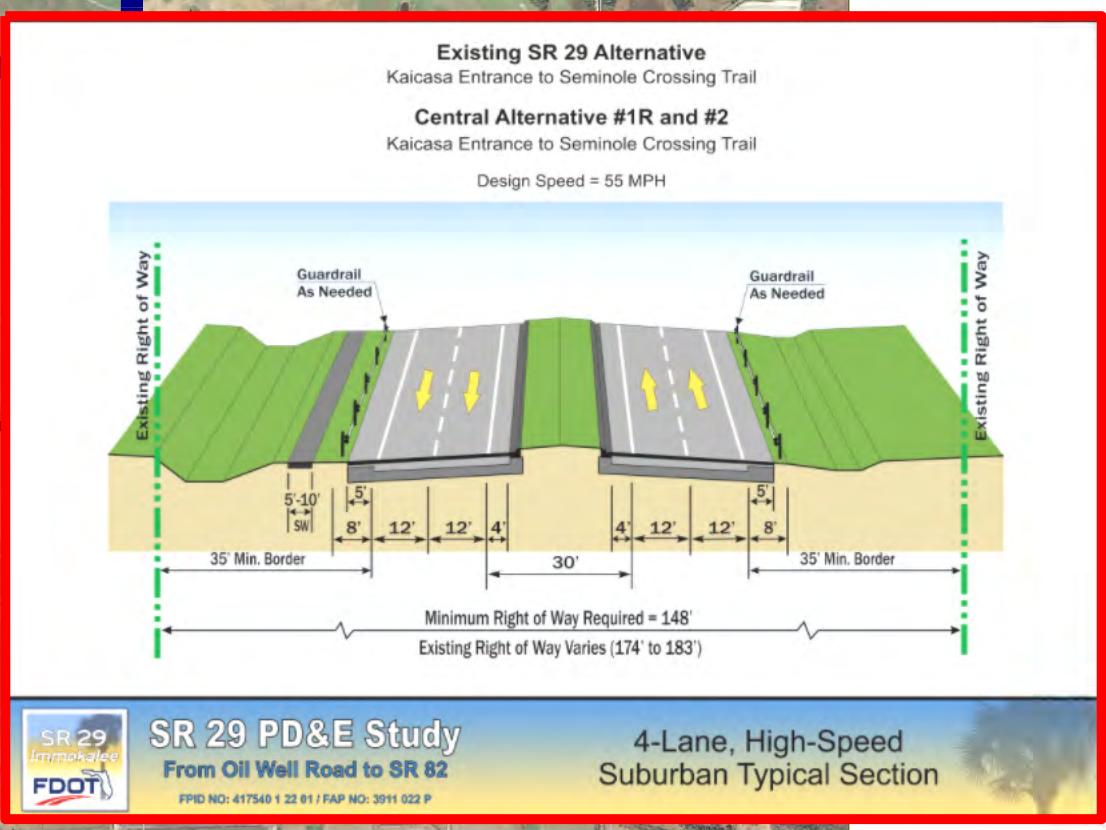 Existing SR 29 Alternative
Kaicasa Entrance to Seminole Crossing Trail
Central Alternative #1R and #2
Kaicasa Entrance to Seminole Crossing Trail
Design Speed = 55 MPH
Existing Right of Way
Guardrail
As Needed
Guardrail
As Needed
Existing Right of Way
5'-10'
SW
5'
8'
12'
12'
4'
4'
12'
12'
5'
8'
35' Min. Border
30'
35' Min. Border
Minimum Right of Way Required = 148'
Existing Right of Way Varies (174' to 183')
SR 29
Immokalee
FDOT
SR 29 PD&E Study
From Oil Well Road to SR 82
FPID NO: 417540 1 22 01 / FAP NO: 3911 022 P
4-Lane, High-Speed
Suburban Typical Section